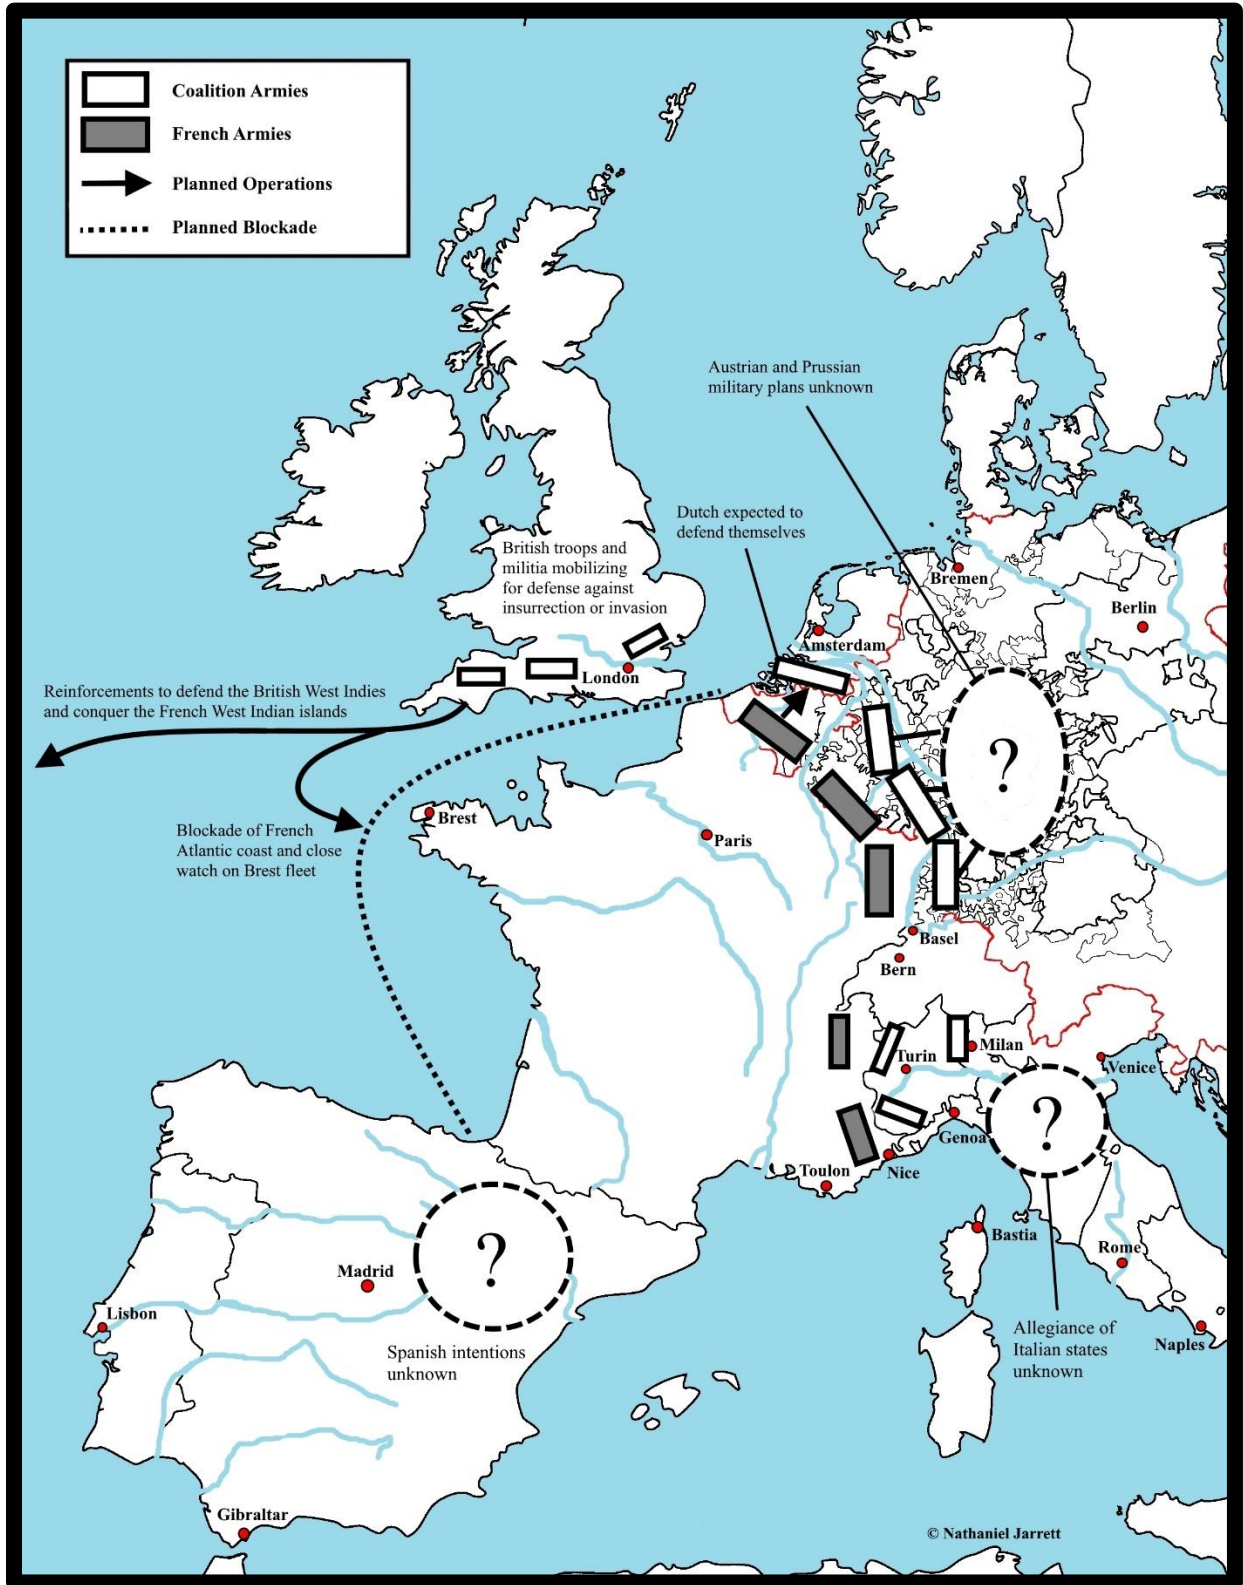 Coalition Armies
French Armies
Planned Operations
Planned Blockade
Austrian and Prussian
military plans unknown
Dutch expected to
defend themselves
British troops and
militia mobilizing
for defense against
insurrection or invasion
Bremen
Berlin
Amsterdam
London
Reinforcements to defend the British West Indies
and conquer the French West Indian islands
?
Brest
Paris
Blockade of French
Atlantic coast and close
watch on Brest fleet
Basel
Bern
Milan
Turin
Venice
?
Genoa
Toulon
Nice
Bastia
Rome
?
Madrid
Lisbon
Naples
Allegiance of
Italian states
unknown
Spanish intentions
unknown
Gibraltar
© Nathaniel Jarrett